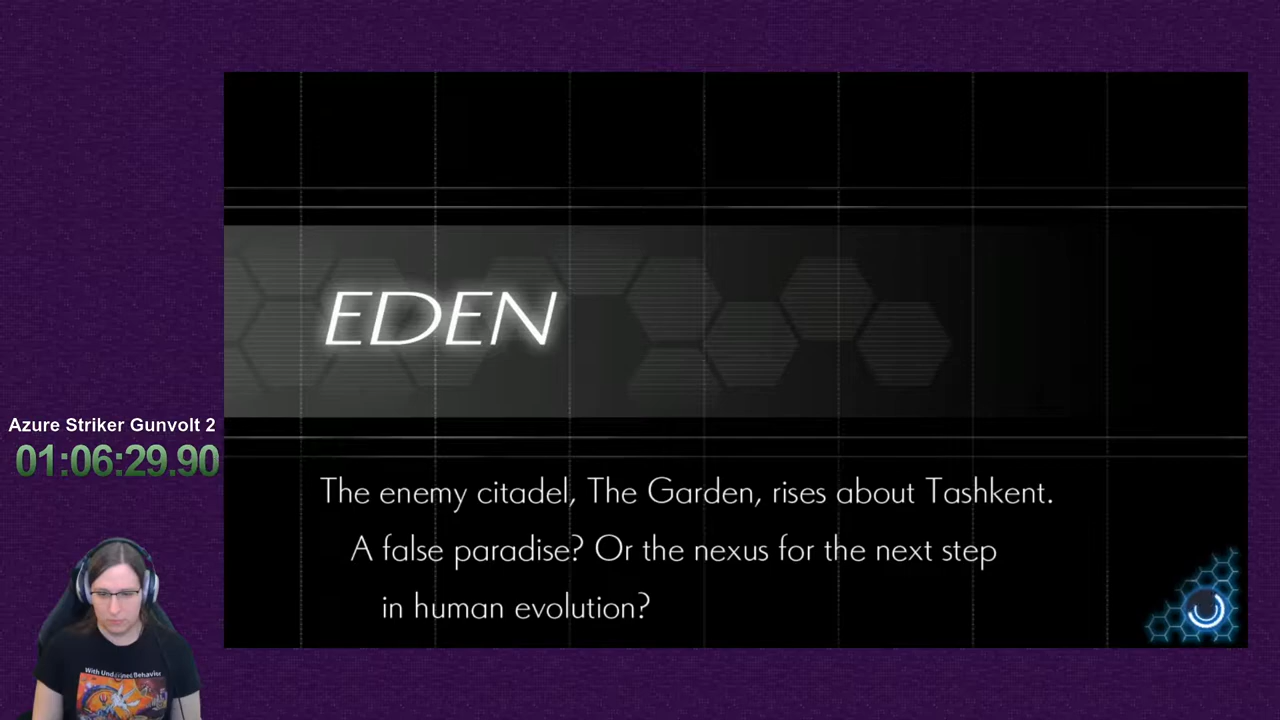 EDEN
Azure Striker Gunvolt 2
01:06:29.90
The enemy citadel, The Garden, rises about Tashkent.
A false paradise? Or the nexus for the next step
in human evolution?